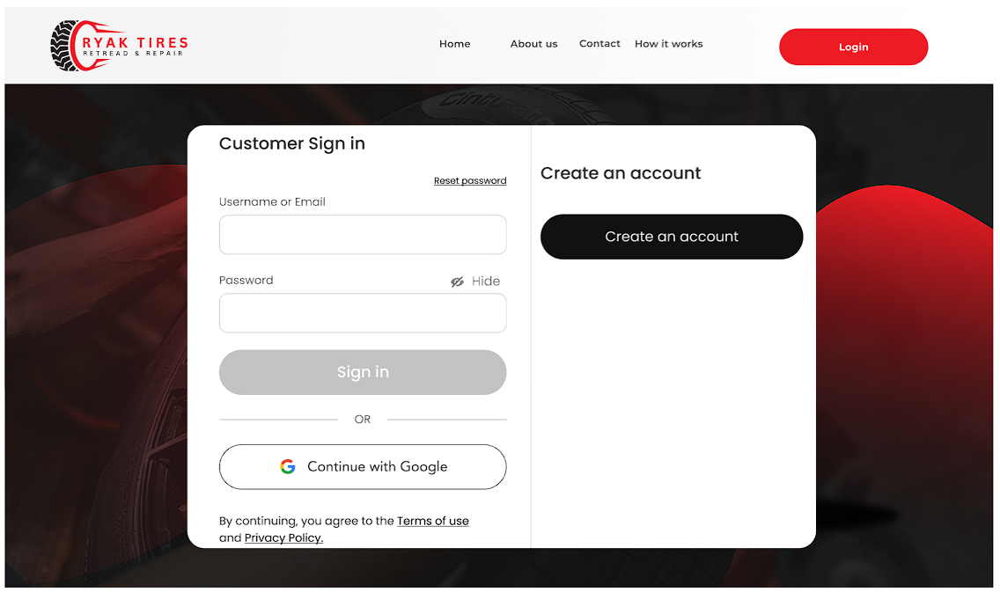 RYAK TIRES
RETREAD & REPAIR
Home About us Contact How it works
Login
Customer Sign in
Reset password
Username or Email
Password Hide
Sign in
OR
Continue with Google
By continuing, you agree to the Terms of use
and Privacy Policy.
Create an account
Create an account